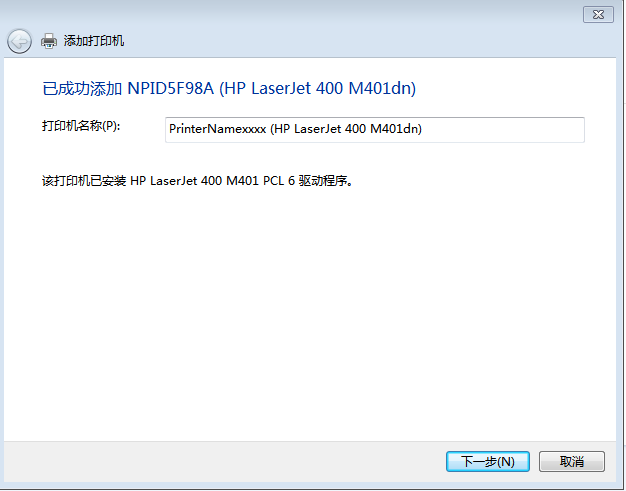 添加打印机
已成功添加 NPID5F98A (HP LaserJet 400 M401dn)
打印机名称(P):
PrinterNamexxxx (HP LaserJet 400 M401dn)
该打印机已安装 HP LaserJet 400 M401 PCL 6 驱动程序。
下一步(N)
取消